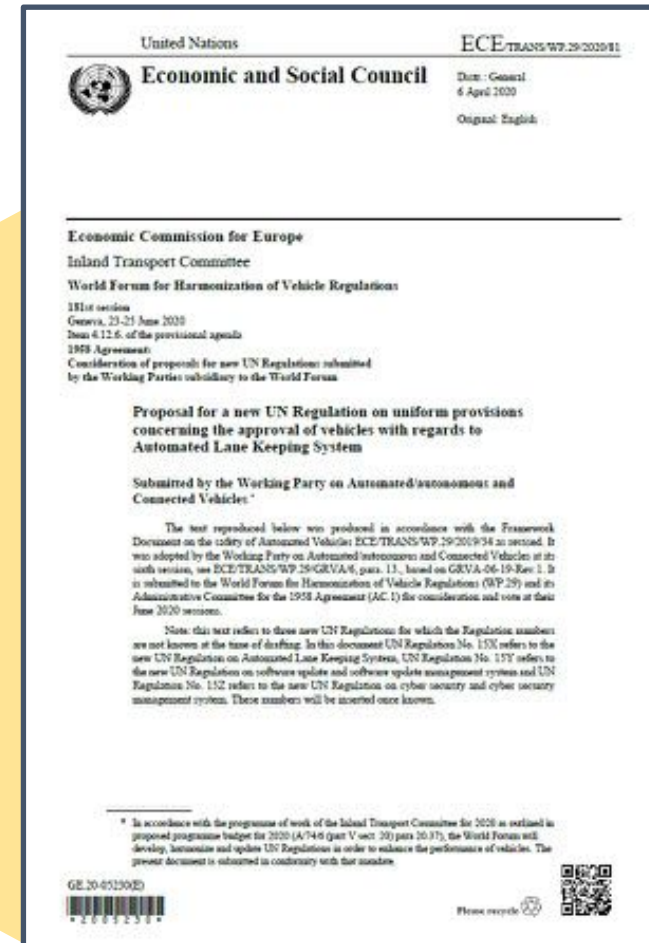 United Nations
ECE/TRANS/WP.29/2020/81
Economic and Social Council
Distr.: General
6 April 2020
Original: English
Economic Commission for Europe
Inland Transport Committee
World Forum for Harmonization of Vehicle Regulations
181st session
Geneva, 23-25 June 2020
Item 4.12.6. of the provisional agenda
1958 Agreement:
Consideration of proposals for new UN Regulations submitted
by the Working Parties subsidiary to the World Forum
Proposal for a new UN Regulation on uniform provisions
concerning the approval of vehicles with regards to
Automated Lane Keeping System
Submitted by the Working Party on Automated/autonomous and
Connected Vehicles *
The text reproduced below was produced in accordance with the Framework
Document on the safety of Automated Vehicles ECE/TRANS/WP.29/2019/34 as revised. It
was adopted by the Working Party on Automated/autonomous and Connected Vehicles at its
sixth session, see ECE/TRANS/WP.29/GRVA/6, para. 13., based on GRVA-06-19-Rev.1. It
is submitted to the World Forum for Harmonization of Vehicle Regulations (WP.29) and its
Administrative Committee for the 1958 Agreement (AC.1) for consideration and vote at their
June 2020 sessions.
Note: this text refers to three new UN Regulations for which the Regulation numbers
are not known at the time of drafting. In this document UN Regulation No. 15X refers to the
new UN Regulation on Automated Lane Keeping System, UN Regulation No. 15Y refers to
the new UN Regulation on software update and software update management system and UN
Regulation No. 15Z refers to the new UN Regulation on cyber security and cyber security
management system. These numbers will be inserted once known.
* In accordance with the programme of work of the Inland Transport Committee for 2020 as outlined in
proposed programme budget for 2020 (A/74/6 (part V sect. 20) para 20.37), the World Forum will
develop, harmonize and update UN Regulations in order to enhance the performance of vehicles. The
present document is submitted in conformity with that mandate.
GE.20-05230(E)
*2005230*
Please recycle